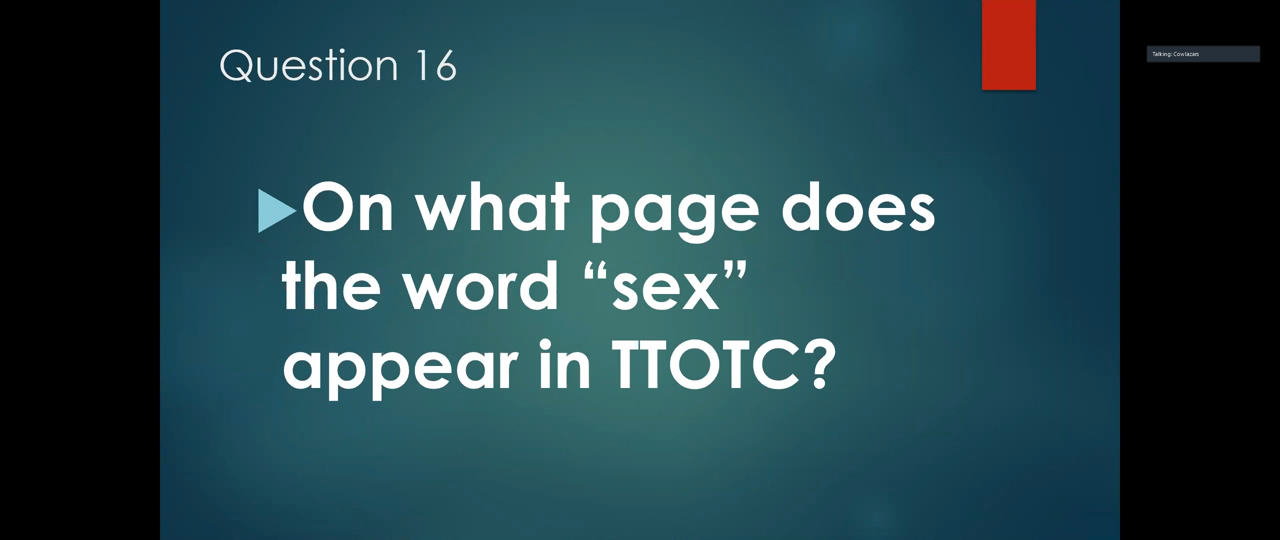 Question 16
Talking: Cowlazars
On what page does
the word “sex”
appear in TTOTC?